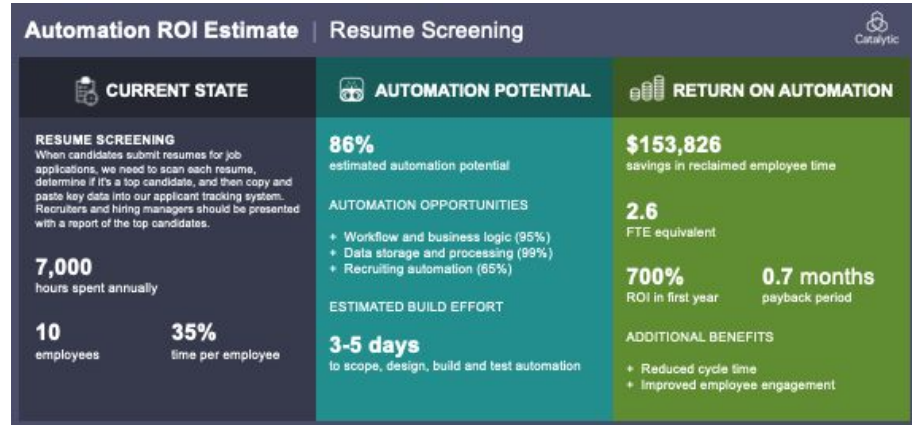 Automation ROI Estimate | Resume Screening
Catalytic
CURRENT STATE
RESUME SCREENING
When candidates submit resumes for job
applications, we need to scan each resume,
determine if it's a top candidate, and then copy and
paste key data into our applicant tracking system.
Recruiters and hiring managers should be presented
with a report of the top candidates.
7,000
hours spent annually
10
employees
35%
time per employee
AUTOMATION POTENTIAL
86%
estimated automation potential
AUTOMATION OPPORTUNITIES
+ Workflow and business logic (95%)
+ Data storage and processing (99%)
+ Recruiting automation (65%)
ESTIMATED BUILD EFFORT
3-5 days
to scope, design, build and test automation
RETURN ON AUTOMATION
$153,826
savings in reclaimed employee time
2.6
FTE equivalent
700%
ROI in first year
0.7 months
payback period
ADDITIONAL BENEFITS
+ Reduced cycle time
+ Improved employee engagement